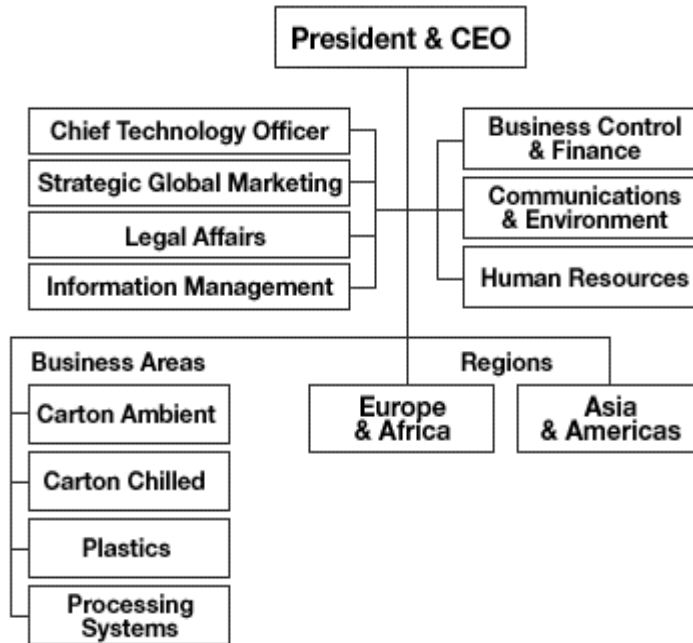 President & CEO
Chief Technology Officer
Strategic Global Marketing
Legal Affairs
Information Management
Business Control
& Finance
Communications
& Environment
Human Resources
Business Areas
Carton Ambient
Carton Chilled
Plastics
Processing
Systems
Regions
Europe
& Africa
Asia
& Americas